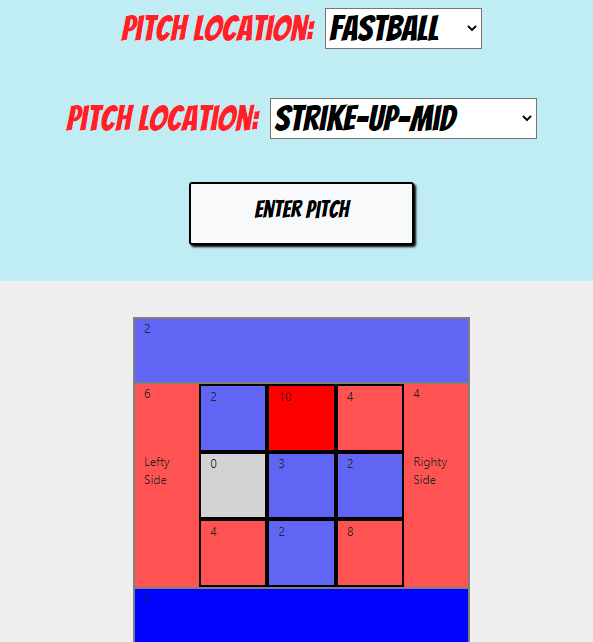 PITCH LOCATION: FASTBALL
PITCH LOCATION: STRIKE-UP-MID
ENTER PITCH
2
6
2
10
4
4
Lefty
Side
0
3
2
Righty
Side
4
2
8